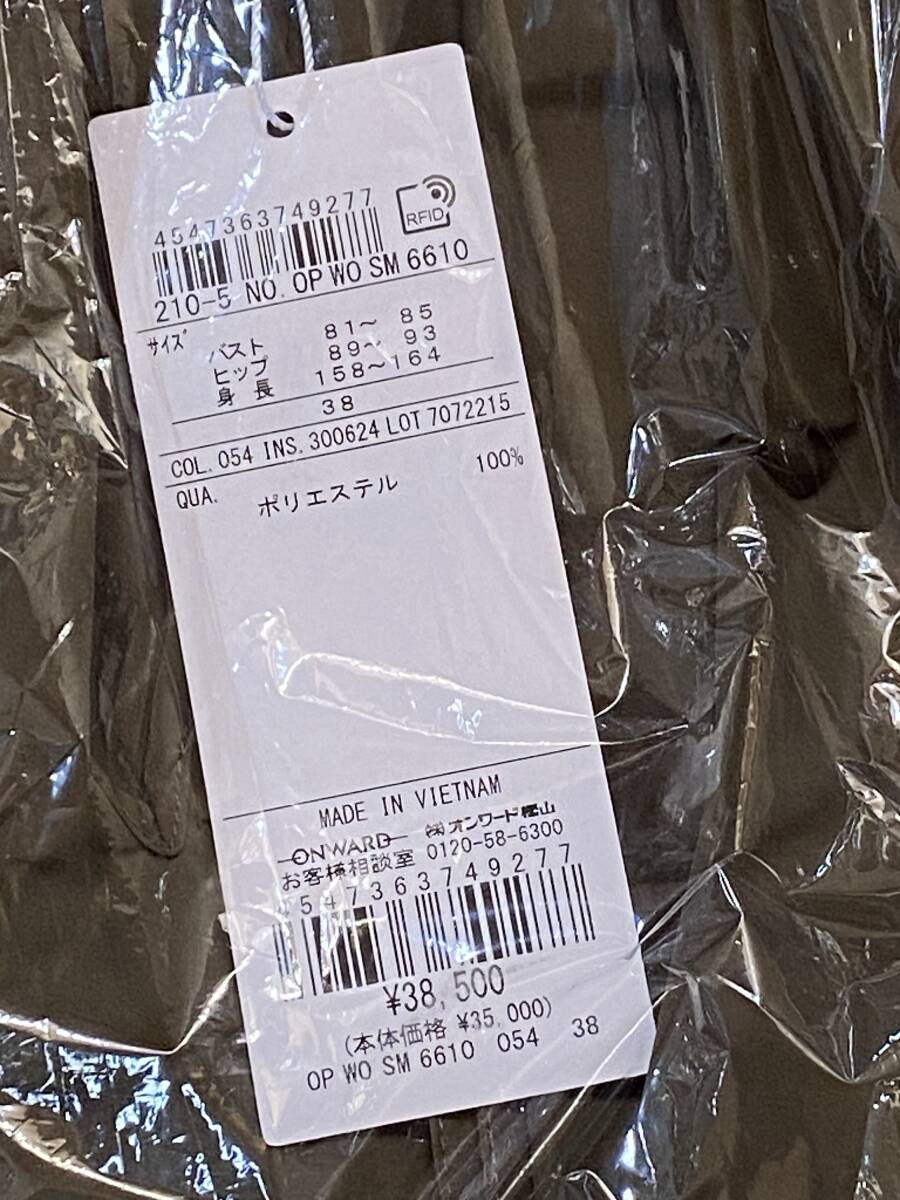 4547363749277
RFID
210-5 NO. OP WO SM 6610
サイズ
バスト 81～ 85
ヒップ 89～ 93
身長 158～164
38
COL. 054 INS. 300624 LOT 7072215
QUA. ポリエステル 100%
MADE IN VIETNAM
ONWARD ㈱オンワード樫山
お客様相談室 0120-58-6300
4547363749277
¥38,500
(本体価格 ¥35,000)
OP WO SM 6610 054 38